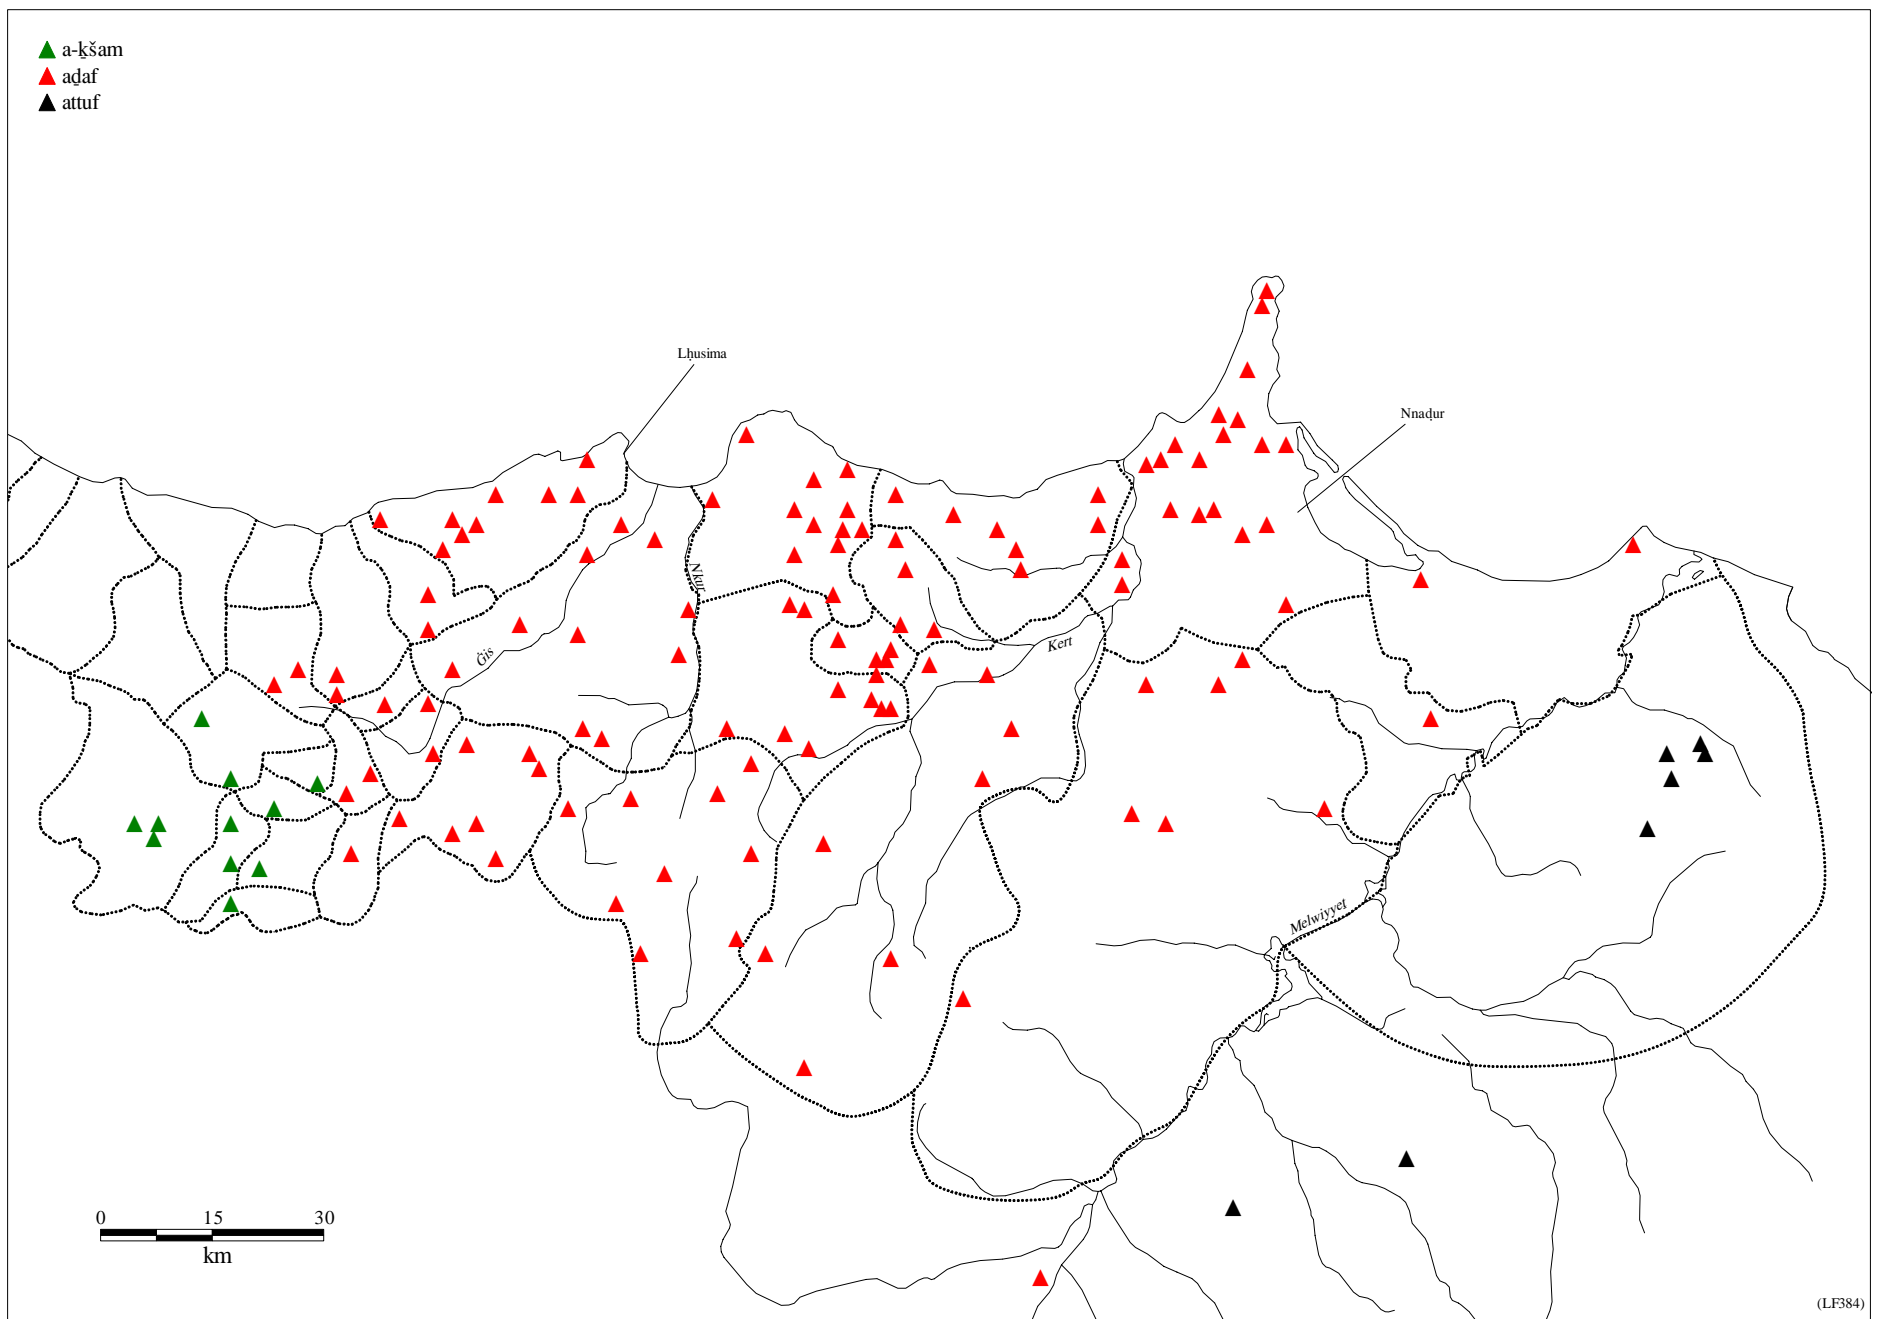 a-ḵšam
aḏaf
attuf
Lḥusima
Nnaḍur
Nkur
Ġis
Kert
Melwiyyet
0 15 30
km
(LF384)